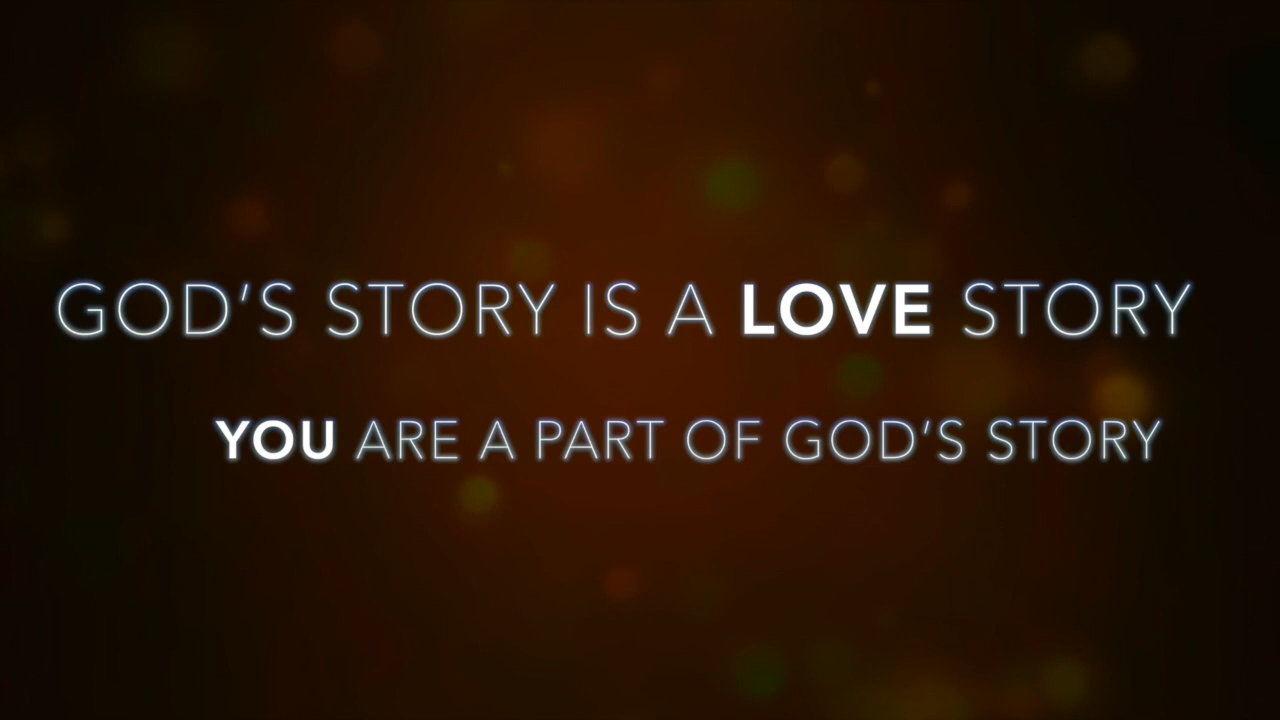 GOD’S STORY IS A LOVE STORY
YOU ARE A PART OF GOD’S STORY